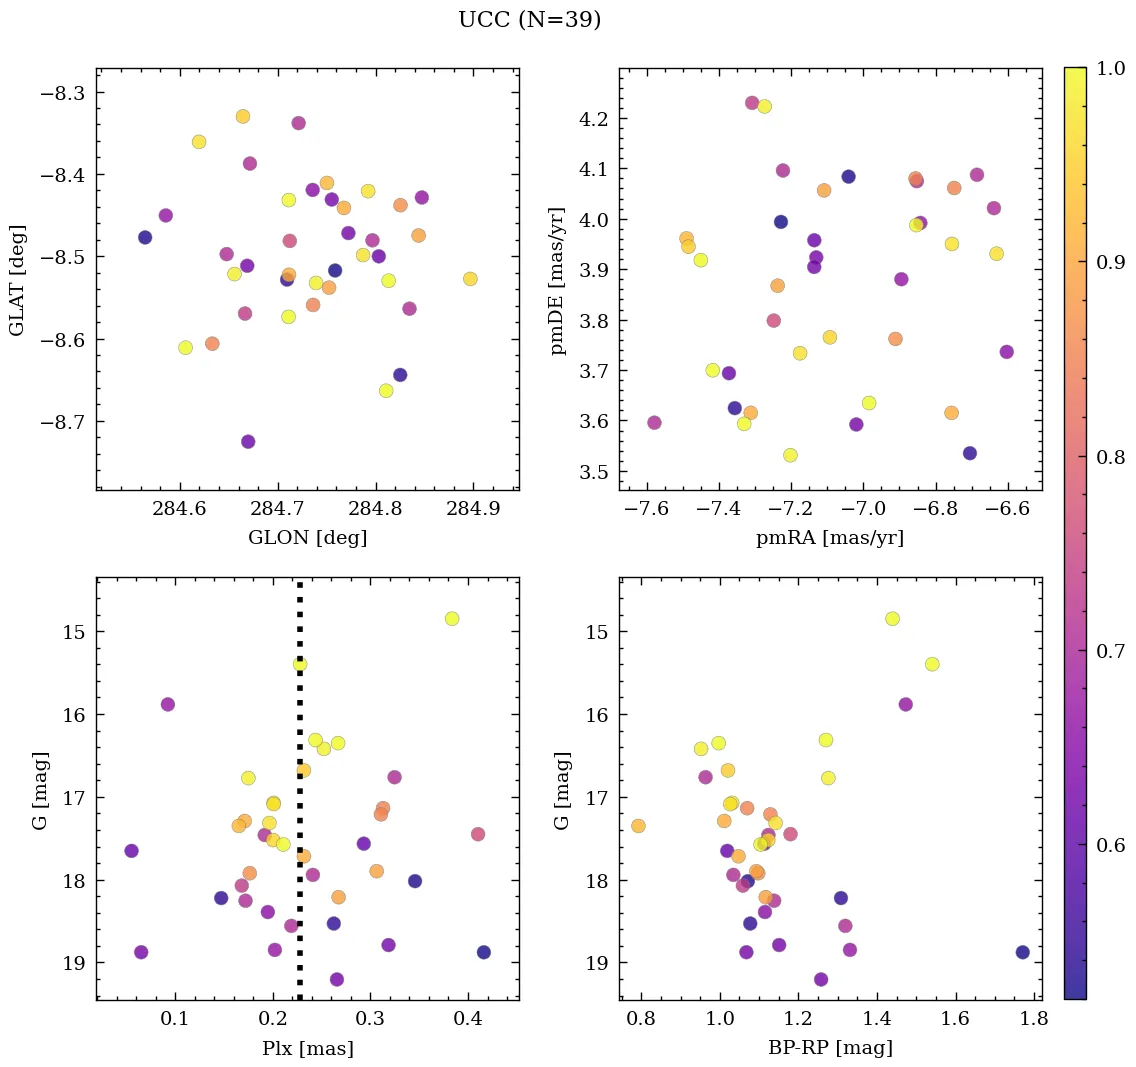 UCC (N=39)
−8.3
−8.4
−8.5
−8.6
−8.7
GLAT [deg]
284.6 284.7 284.8 284.9
GLON [deg]
4.2
4.1
4.0
3.9
3.8
3.7
3.6
3.5
pmDE [mas/yr]
−7.6 −7.4 −7.2 −7.0 −6.8 −6.6
pmRA [mas/yr]
15
16
17
18
19
G [mag]
0.1 0.2 0.3 0.4
Plx [mas]
15
16
17
18
19
G [mag]
0.8 1.0 1.2 1.4 1.6 1.8
BP-RP [mag]
1.0
0.9
0.8
0.7
0.6